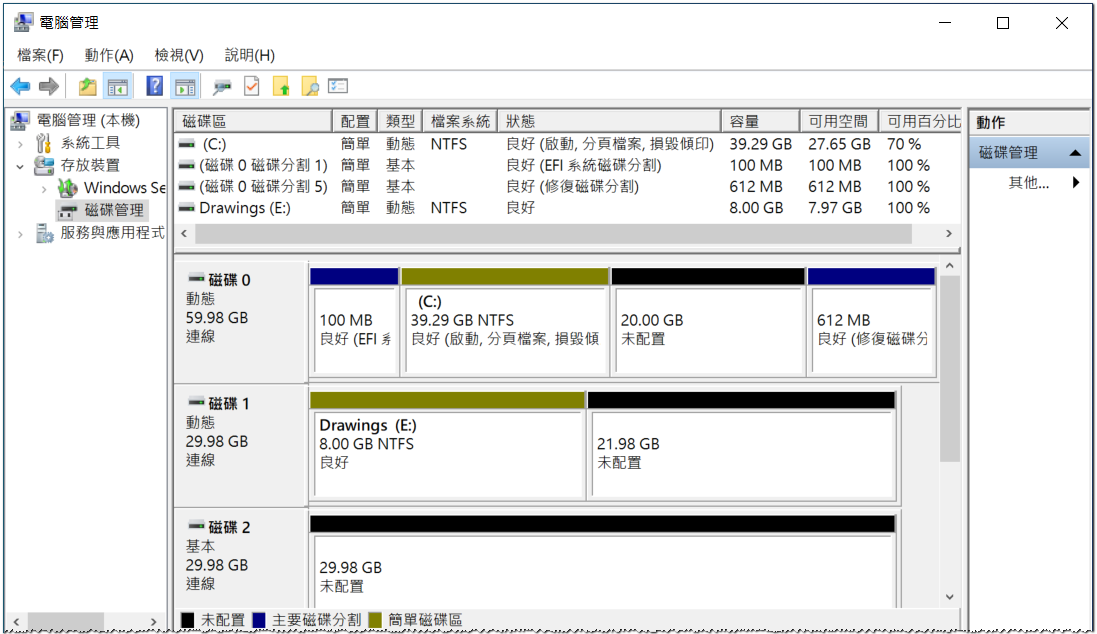 電腦管理
檔案(F) 動作(A) 檢視(V) 說明(H)
電腦管理 (本機)
系統工具
存放裝置
Windows Se
磁碟管理
服務與應用程式
磁碟區 配置 類型 檔案系統 狀態 容量 可用空間 可用百分比
(C:) 簡單 動態 NTFS 良好 (啟動, 分頁檔案, 損毀傾印) 39.29 GB 27.65 GB 70 %
(磁碟 0 磁碟分割 1) 簡單 基本 良好 (EFI 系統磁碟分割) 100 MB 100 MB 100 %
(磁碟 0 磁碟分割 5) 簡單 基本 良好 (修復磁碟分割) 612 MB 612 MB 100 %
Drawings (E:) 簡單 動態 NTFS 良好 8.00 GB 7.97 GB 100 %
磁碟 0
動態
59.98 GB
連線
100 MB
良好 (EFI 系
(C:)
39.29 GB NTFS
良好 (啟動, 分頁檔案, 損毀傾
20.00 GB
未配置
612 MB
良好 (修復磁碟分
磁碟 1
動態
29.98 GB
連線
Drawings (E:)
8.00 GB NTFS
良好
21.98 GB
未配置
磁碟 2
基本
29.98 GB
連線
29.98 GB
未配置
未配置 主要磁碟分割 簡單磁碟區
動作
磁碟管理
其他...